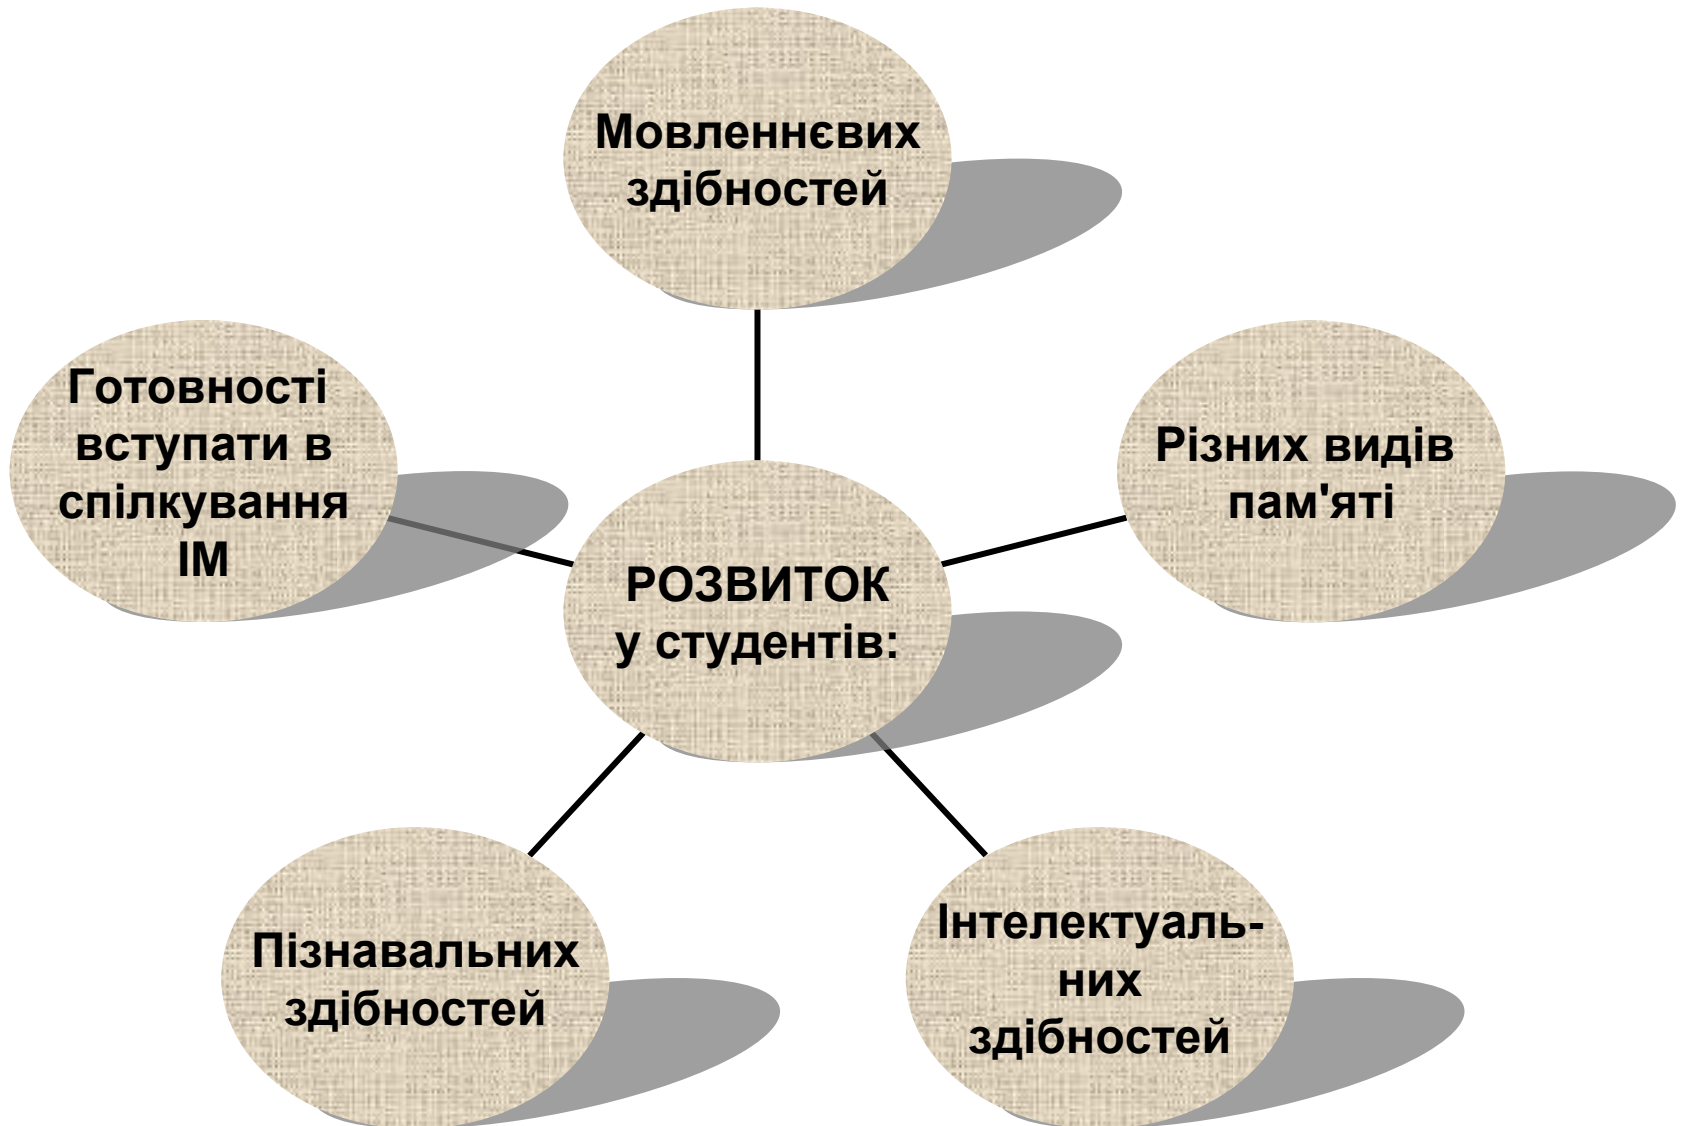 Мовленнєвих
здібностей
Готовності
вступати в
спілкування
ІМ
Різних видів
пам'яті
РОЗВИТОК
у студентів:
Пізнавальних
здібностей
Інтелектуаль-
них
здібностей